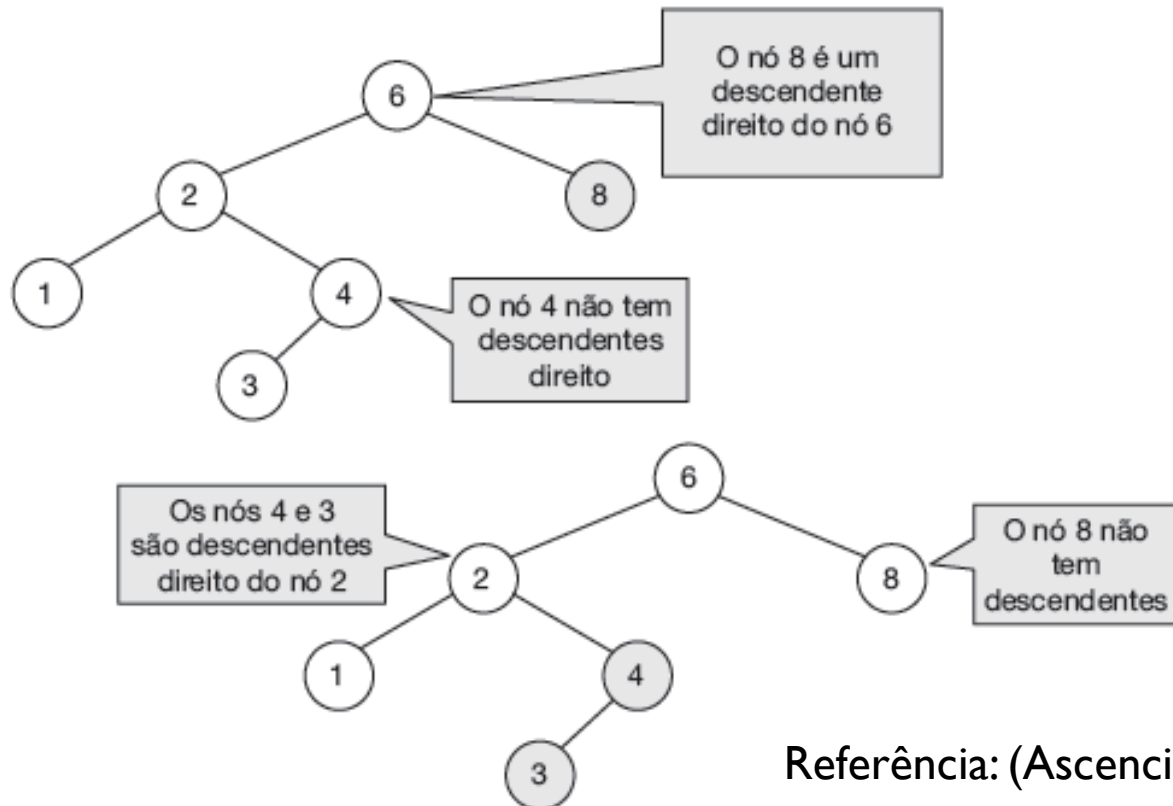 6
O nó 8 é um
descendente
direito do nó 6
2
8
1
4
O nó 4 não tem
descendentes
direito
3
6
Os nós 4 e 3
são descendentes
direito do nó 2
2
8
O nó 8 não
tem
descendentes
1
4
3
Referência: (Ascenci